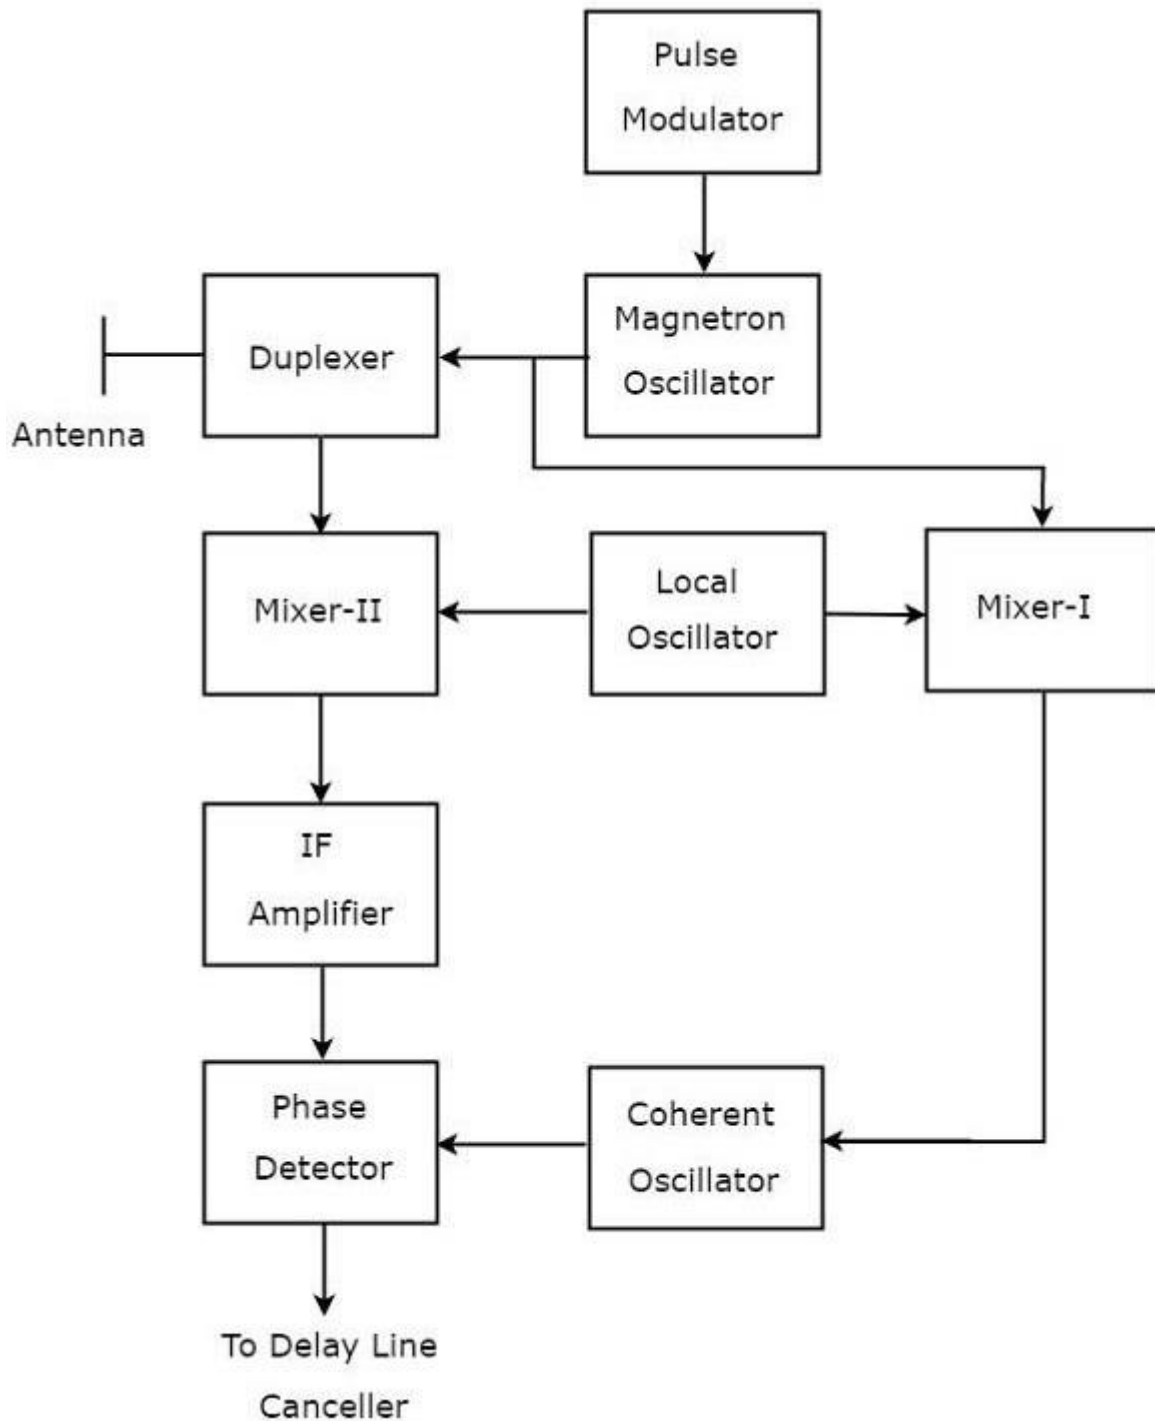 Pulse
Modulator
Magnetron
Oscillator
Duplexer
Antenna
Mixer-II
Local
Oscillator
Mixer-I
IF
Amplifier
Phase
Detector
Coherent
Oscillator
To Delay Line
Canceller